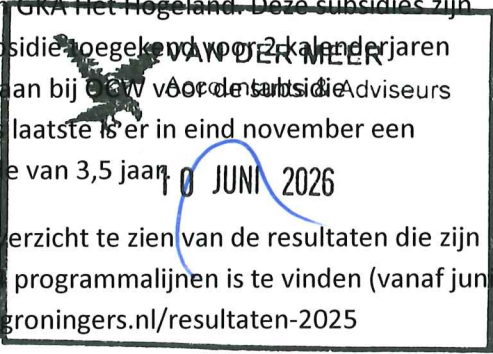 GKA Het Hogeland. Deze subsidies zijn
sidie toegekend voor 2 kalenderjaren
VAN DER MEER
aan bij OCW voor de subsidie
Accountants & Adviseurs
laatste is er in eind november een
e van 3,5 jaar.
10 JUNI 2026
erzicht te zien van de resultaten die zijn
programmalijnen is te vinden (vanaf jun
groningers.nl/resultaten-2025